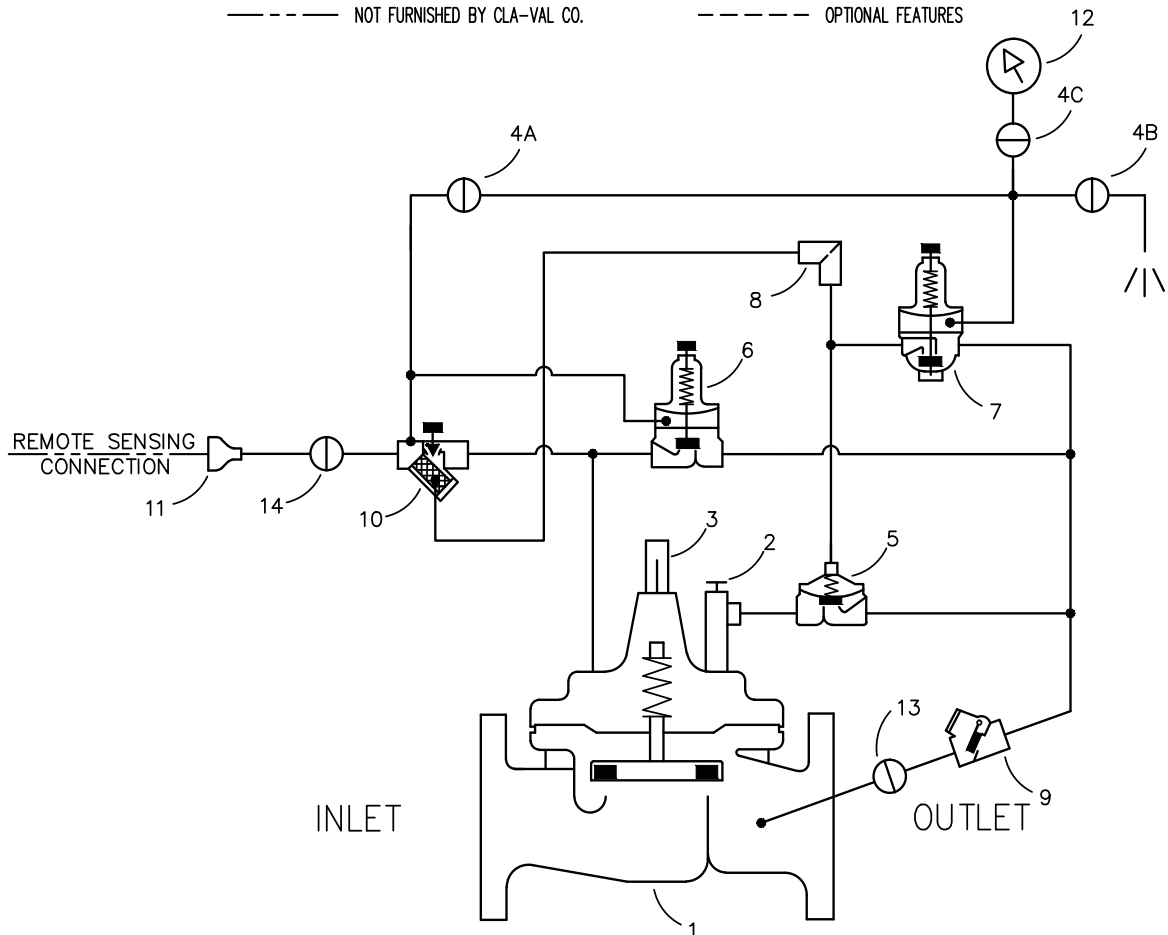 NOT FURNISHED BY CLA-VAL CO.
OPTIONAL FEATURES
12
4C
4A
4B
8
6
7
REMOTE SENSING
CONNECTION
11
14
10
3
2
5
13
9
INLET
OUTLET
1